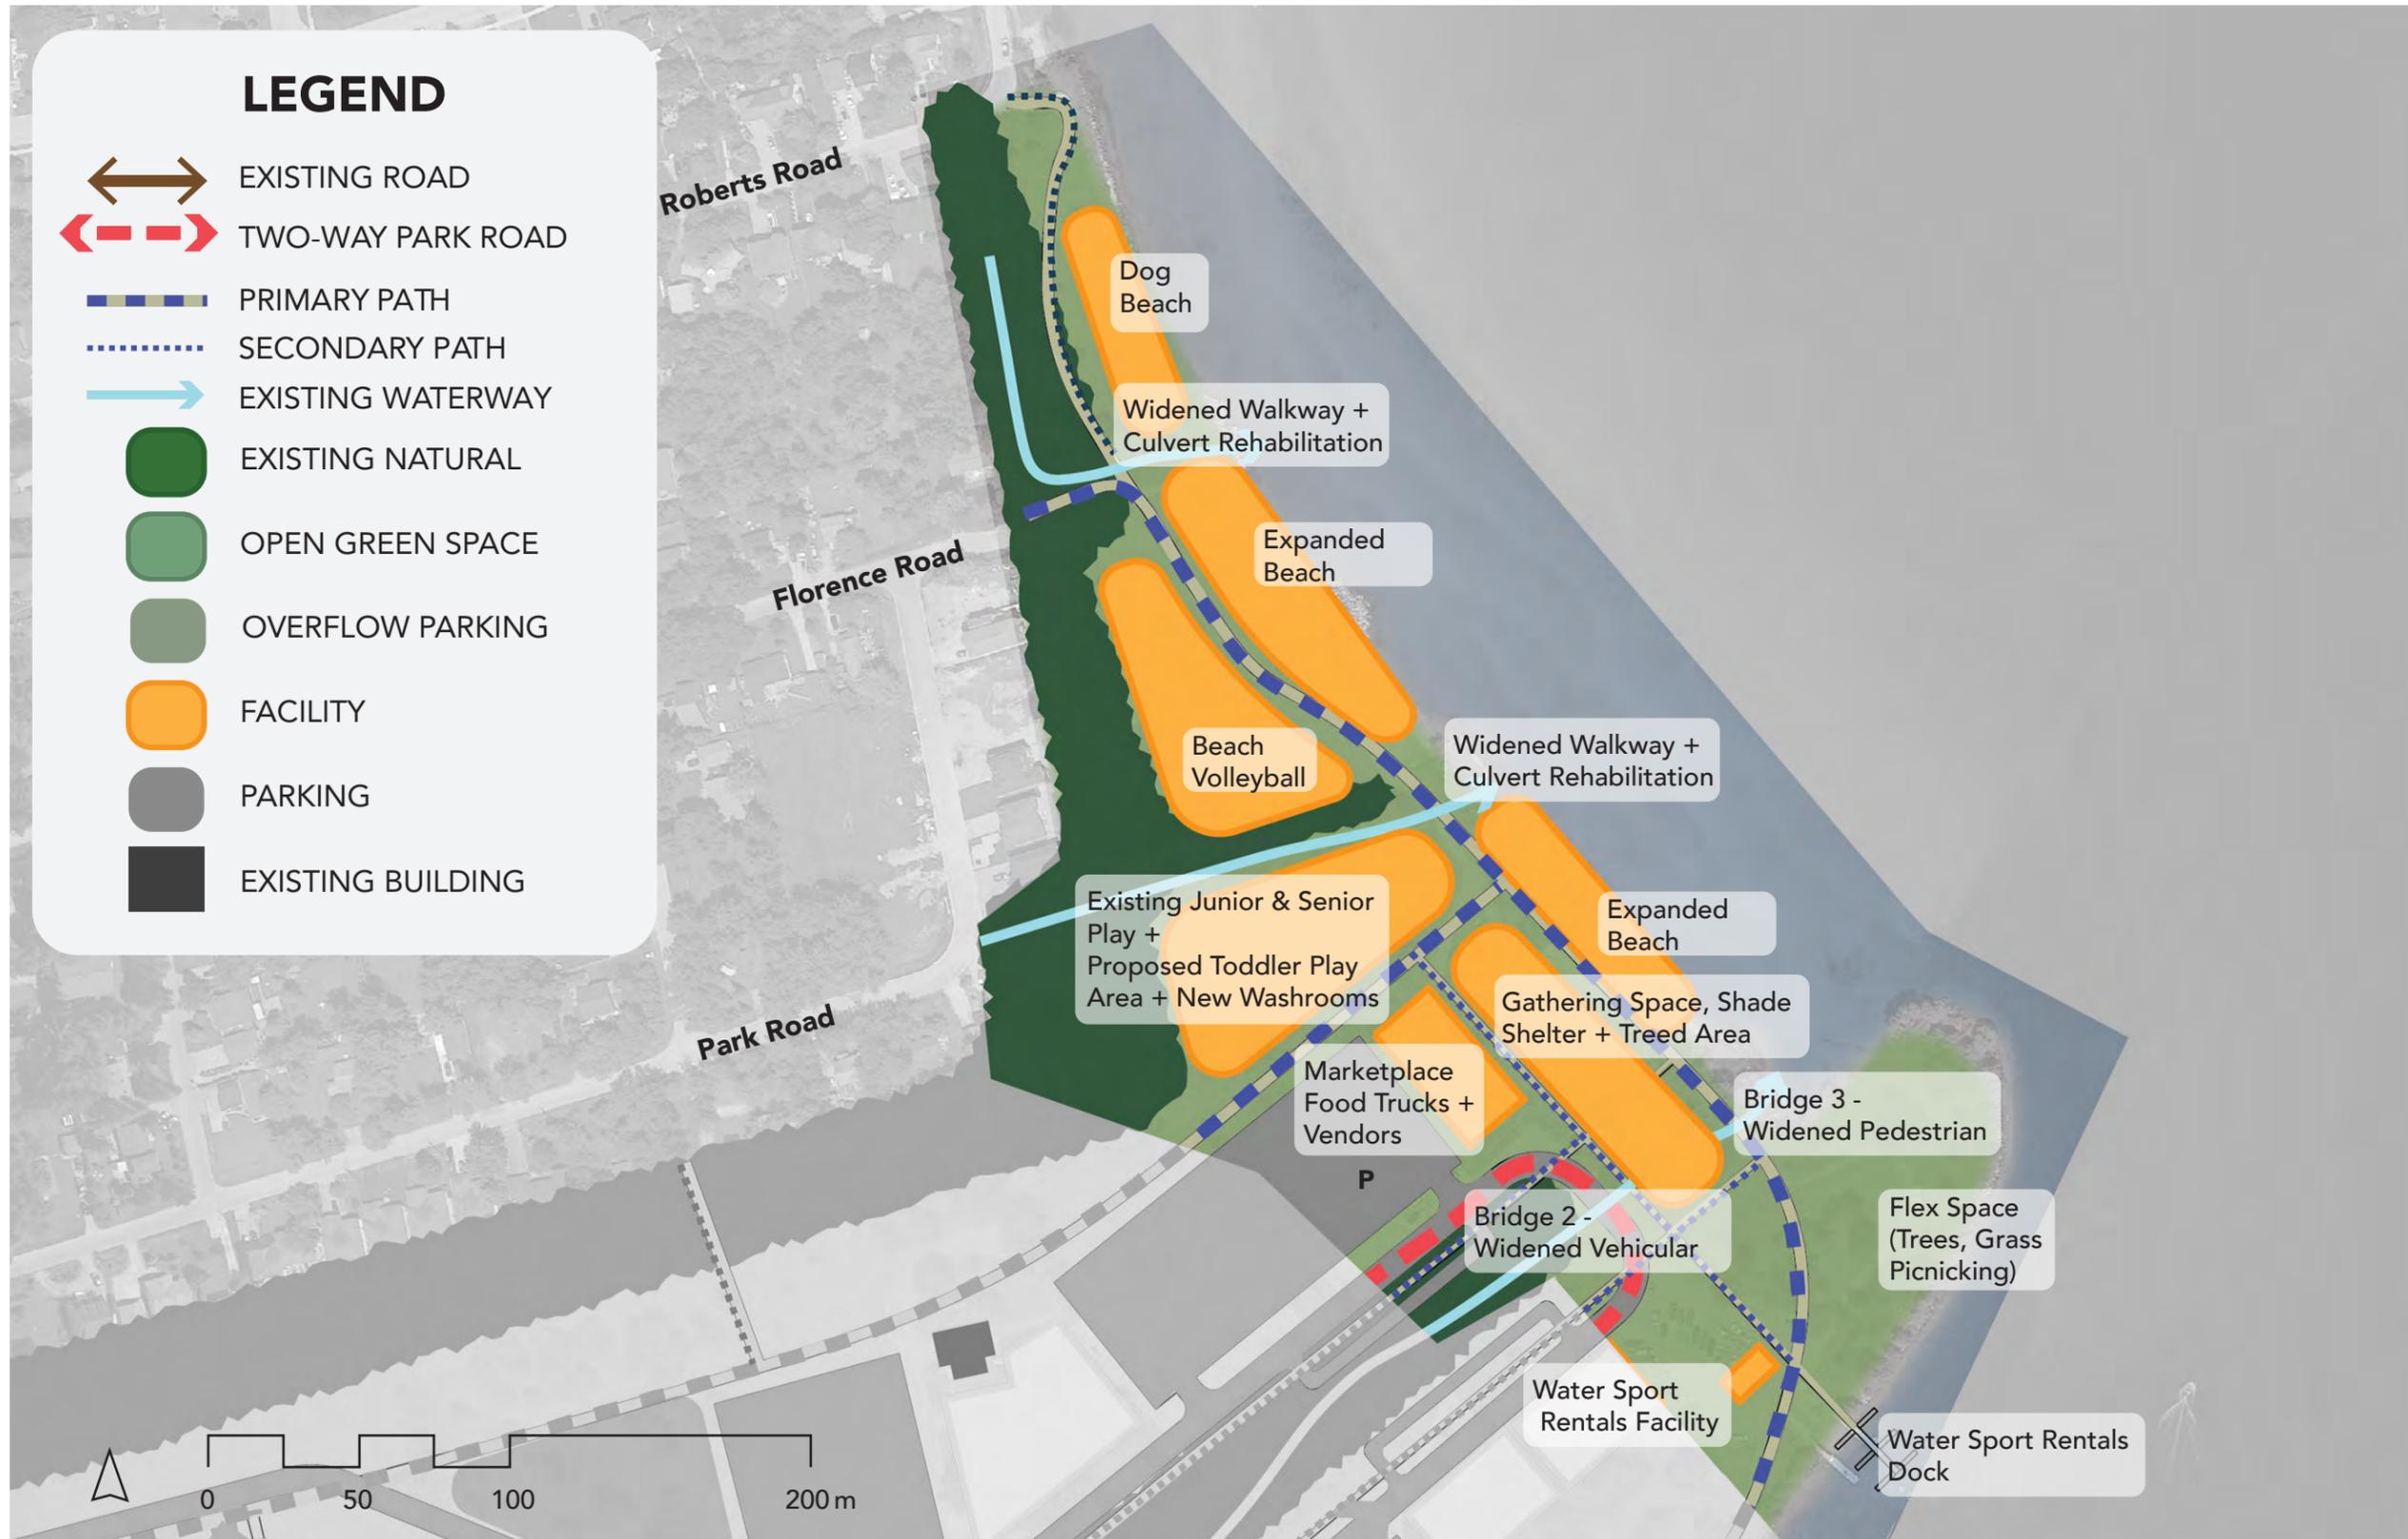 LEGEND
EXISTING ROAD
TWO-WAY PARK ROAD
PRIMARY PATH
SECONDARY PATH
EXISTING WATERWAY
EXISTING NATURAL
OPEN GREEN SPACE
OVERFLOW PARKING
FACILITY
PARKING
EXISTING BUILDING
Roberts Road
Dog
Beach
Widened Walkway +
Culvert Rehabilitation
Florence Road
Expanded
Beach
Beach
Volleyball
Widened Walkway +
Culvert Rehabilitation
Existing Junior & Senior
Play +
Proposed Toddler Play
Area + New Washrooms
Expanded
Beach
Park Road
Gathering Space, Shade
Shelter + Treed Area
Marketplace
Food Trucks +
Vendors
Bridge 3 -
Widened Pedestrian
P
Bridge 2 -
Widened Vehicular
Flex Space
(Trees, Grass
Picnicking)
Water Sport
Rentals Facility
Water Sport Rentals
Dock
0 50 100 200 m